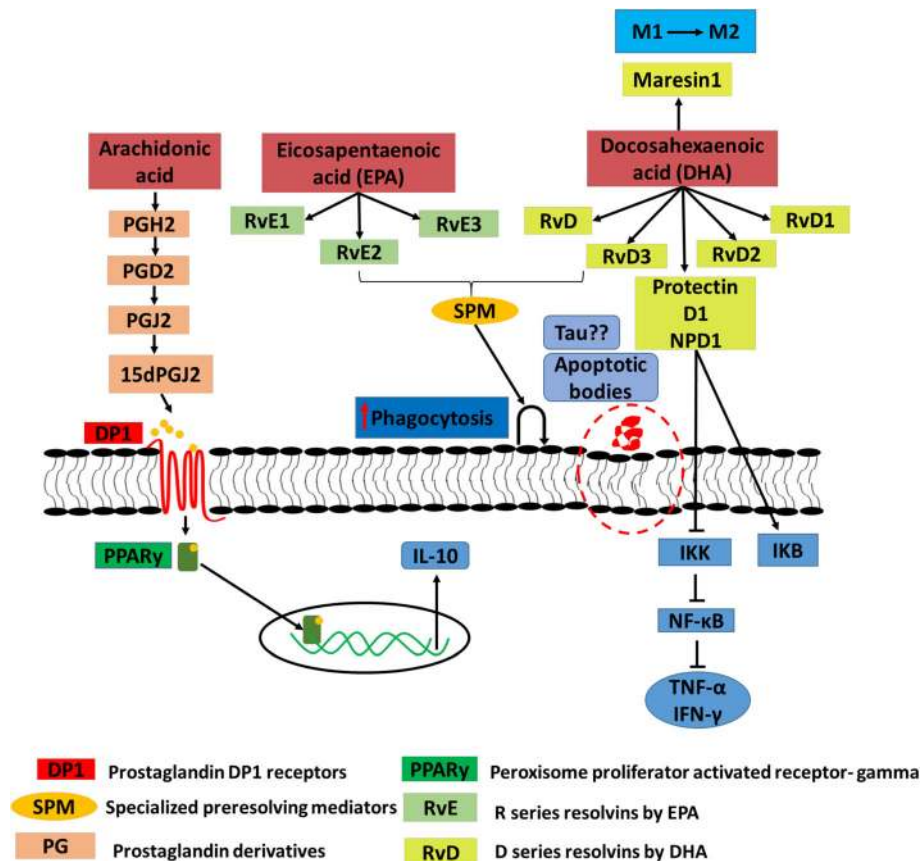 M1 M2
Maresin1
Arachidonic
acid
Eicosapentaenoic
acid (EPA)
Docosahexaenoic
acid (DHA)
PGH2
PGD2
PGJ2
15dPGJ2
RvE1
RvE2
RvE3
RvD
RvD3
RvD2
RvD1
Protectin
D1
NPD1
SPM
Tau??
Apoptotic
bodies
Phagocytosis
DP1
PPARy
IL-10
IKK
IKB
NF-κB
TNF-α
IFN-γ
DP1 Prostaglandin DP1 receptors
PPARy Peroxisome proliferator activated receptor- gamma
SPM Specialized preresolving mediators
RvE R series resolvins by EPA
PG Prostaglandin derivatives
RvD D series resolvins by DHA